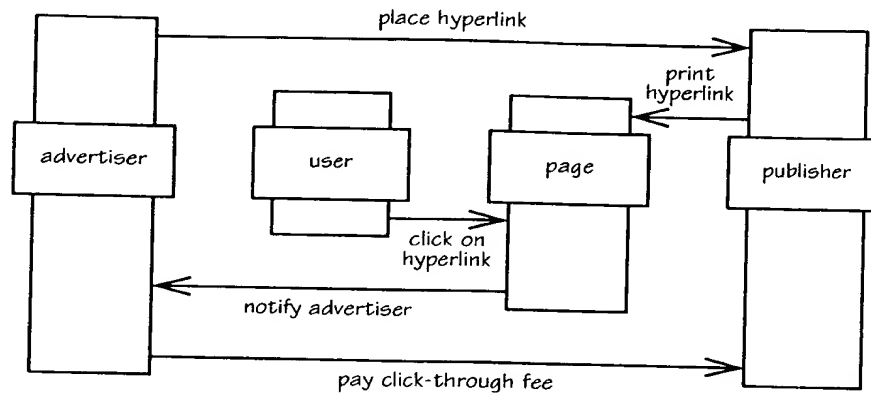 place hyperlink
print
hyperlink
advertiser
user
page
publisher
click on
hyperlink
notify advertiser
pay click-through fee